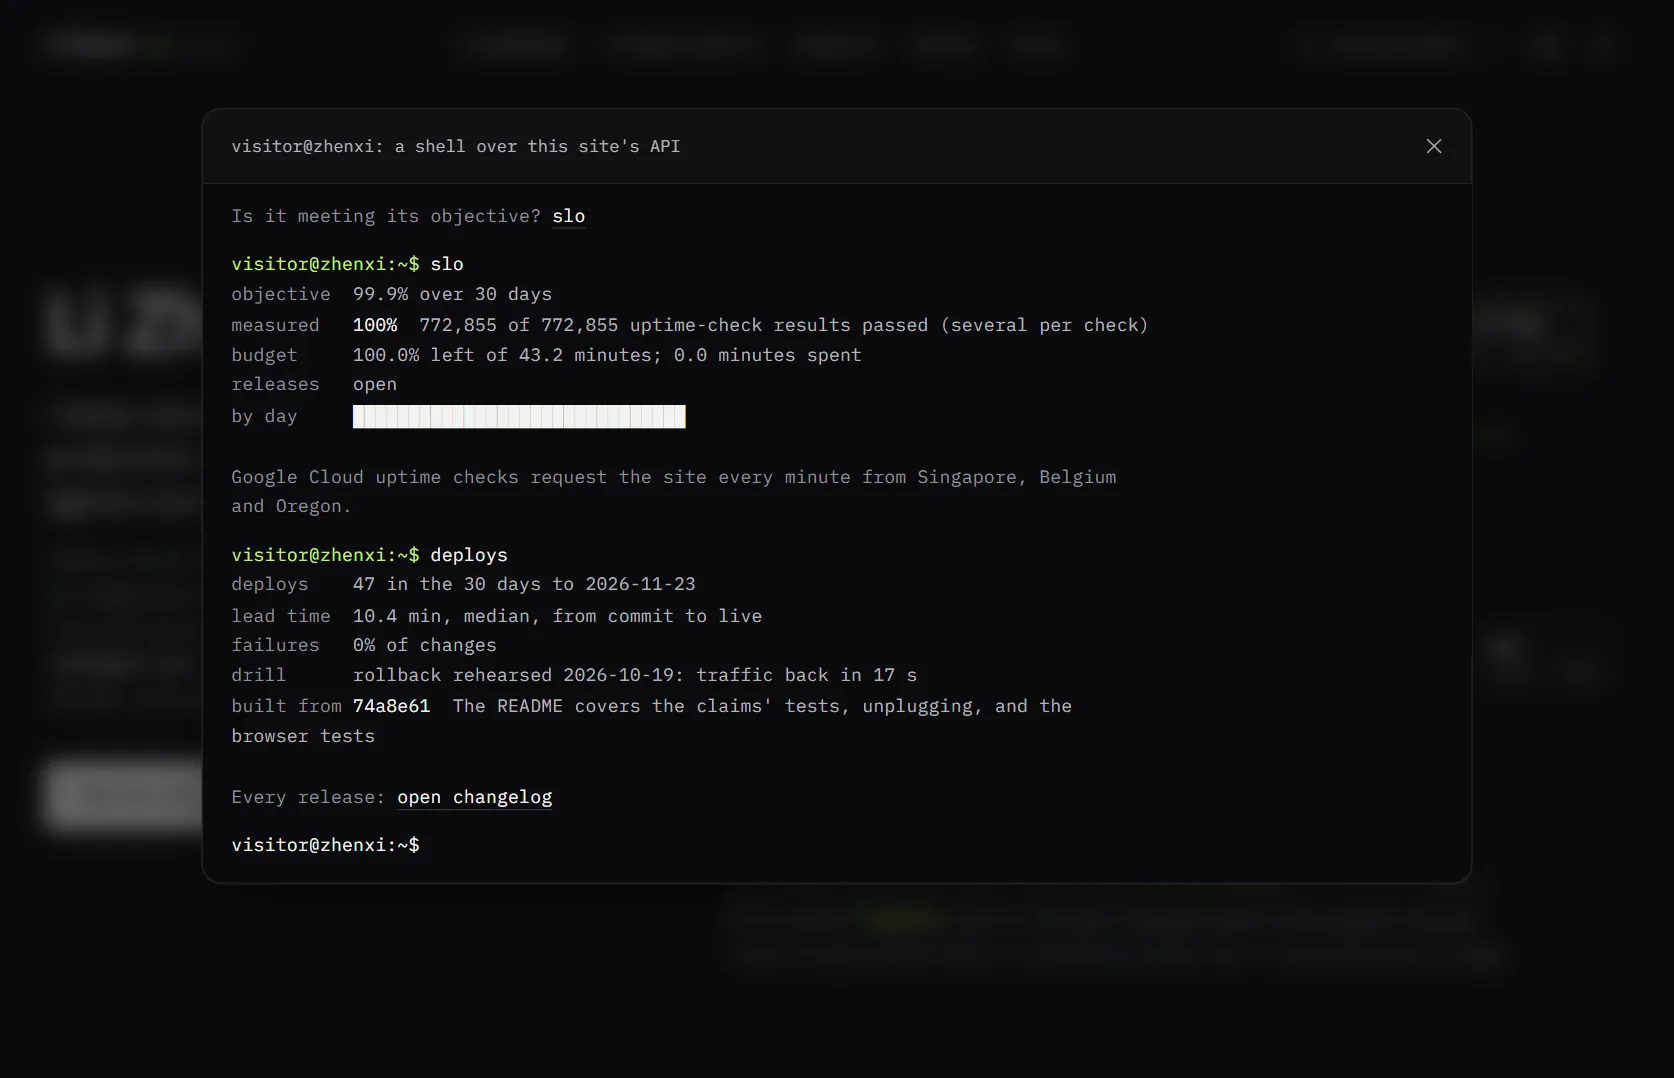 visitor@zhenxi: a shell over this site's API
Is it meeting its objective? slo
visitor@zhenxi:~$ slo
objective 99.9% over 30 days
measured 100% 772,855 of 772,855 uptime-check results passed (several per check)
budget 100.0% left of 43.2 minutes; 0.0 minutes spent
releases open
by day
Google Cloud uptime checks request the site every minute from Singapore, Belgium
and Oregon.
visitor@zhenxi:~$ deploys
deploys 47 in the 30 days to 2026-11-23
lead time 10.4 min, median, from commit to live
failures 0% of changes
drill rollback rehearsed 2026-10-19: traffic back in 17 s
built from 74a8e61 The README covers the claims' tests, unplugging, and the
browser tests
Every release: open changelog
visitor@zhenxi:~$